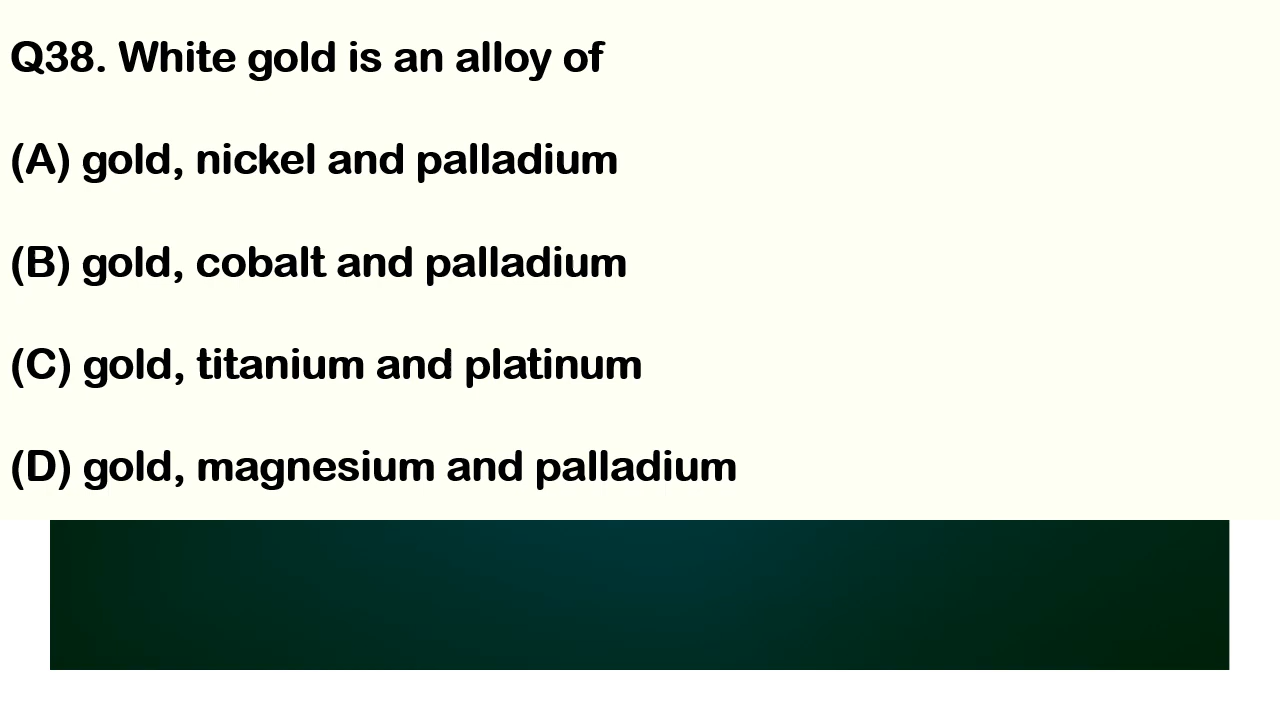 Q38. White gold is an alloy of
(A) gold, nickel and palladium
(B) gold, cobalt and palladium
(C) gold, titanium and platinum
(D) gold, magnesium and palladium